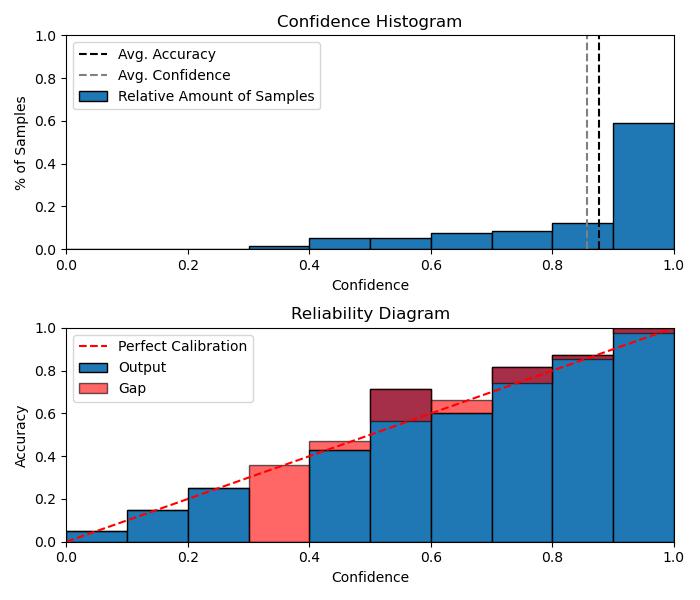 Confidence Histogram
1.0
0.8
0.6
0.4
0.2
0.0
% of Samples
Avg. Accuracy
Avg. Confidence
Relative Amount of Samples
0.0 0.2 0.4 0.6 0.8 1.0
Confidence
Reliability Diagram
1.0
0.8
0.6
0.4
0.2
0.0
Accuracy
Perfect Calibration
Output
Gap
0.0 0.2 0.4 0.6 0.8 1.0
Confidence